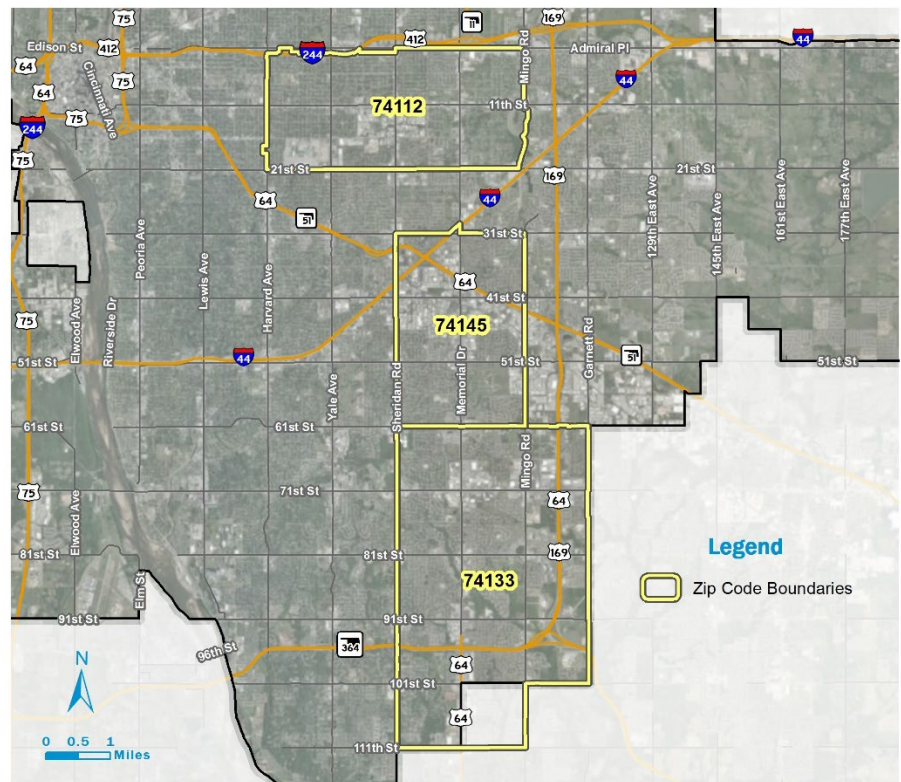 75
11
169
Edison St
412
412
Mingo Rd
Admiral Pl
44
64
244
44
Cincinnati Ave
75
64
74112
11th St
75
244
75
21st St
169
21st St
64
44
51
31st St
Peoria Ave
Lewis Ave
Harvard Ave
129th East Ave
145th East Ave
161st East Ave
177th East Ave
64
41st St
75
74145
Elwood Ave
Riverside Dr
44
51st St
Yale Ave
Sheridan Rd
Memorial Dr
51st St
Garnett Rd
51
51st St
61st St
61st St
Mingo Rd
75
71st St
64
Elwood Ave
81st St
81st St
169
Legend
74133
Zip Code Boundaries
Elm St
91st St
91st St
96th St
364
64
N
101st St
64
0 0.5 1
Miles
111th St